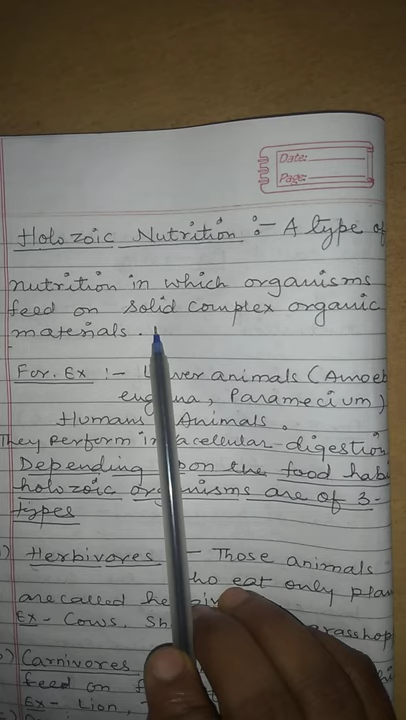 Date:
Page:
Holozoic Nutrition :- A type of
nutrition in which organisms
feed on solid complex organic
materials.
For. Ex :- animals (Amoeb
euglena, Paramecium)
Humans Animals.
They perform digestion
Depending upon the food habi
holozoic organisms are of 3-
types
Herbivores - Those animals
who eat only plan
are called
Ex - Cows,
Carnivores
feed on
Ex - Lion,